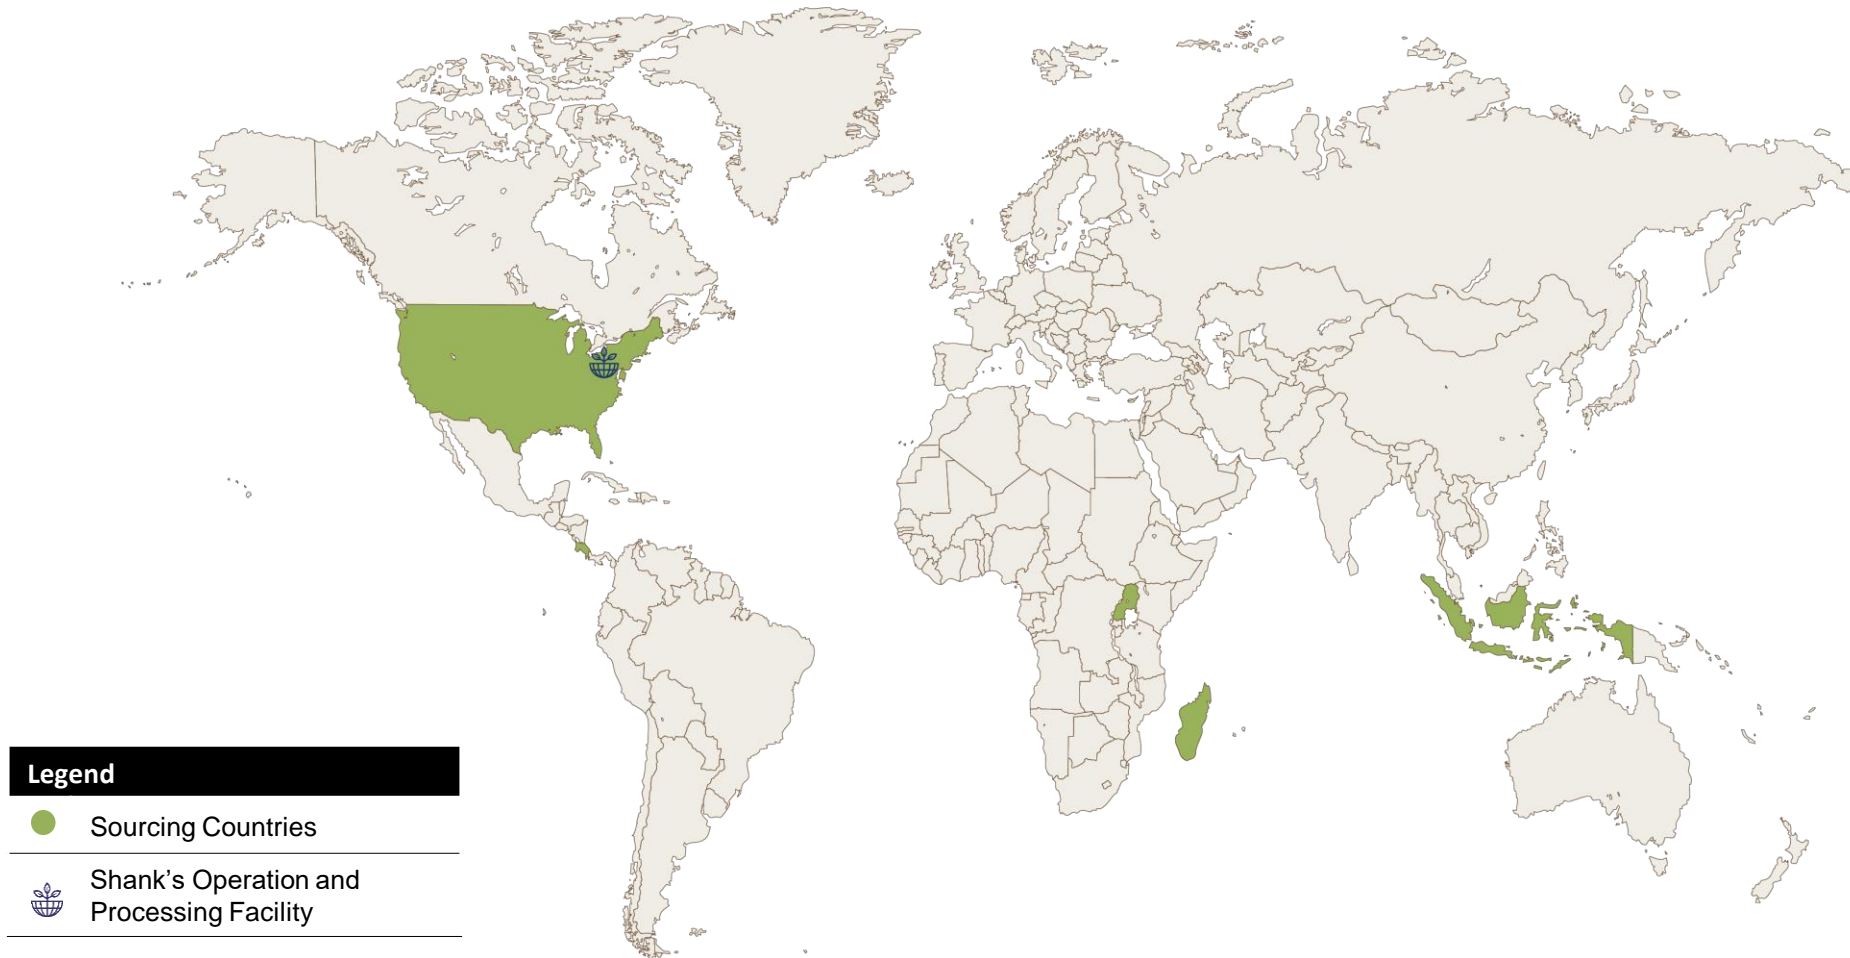 Legend
Sourcing Countries
Shank’s Operation and
Processing Facility